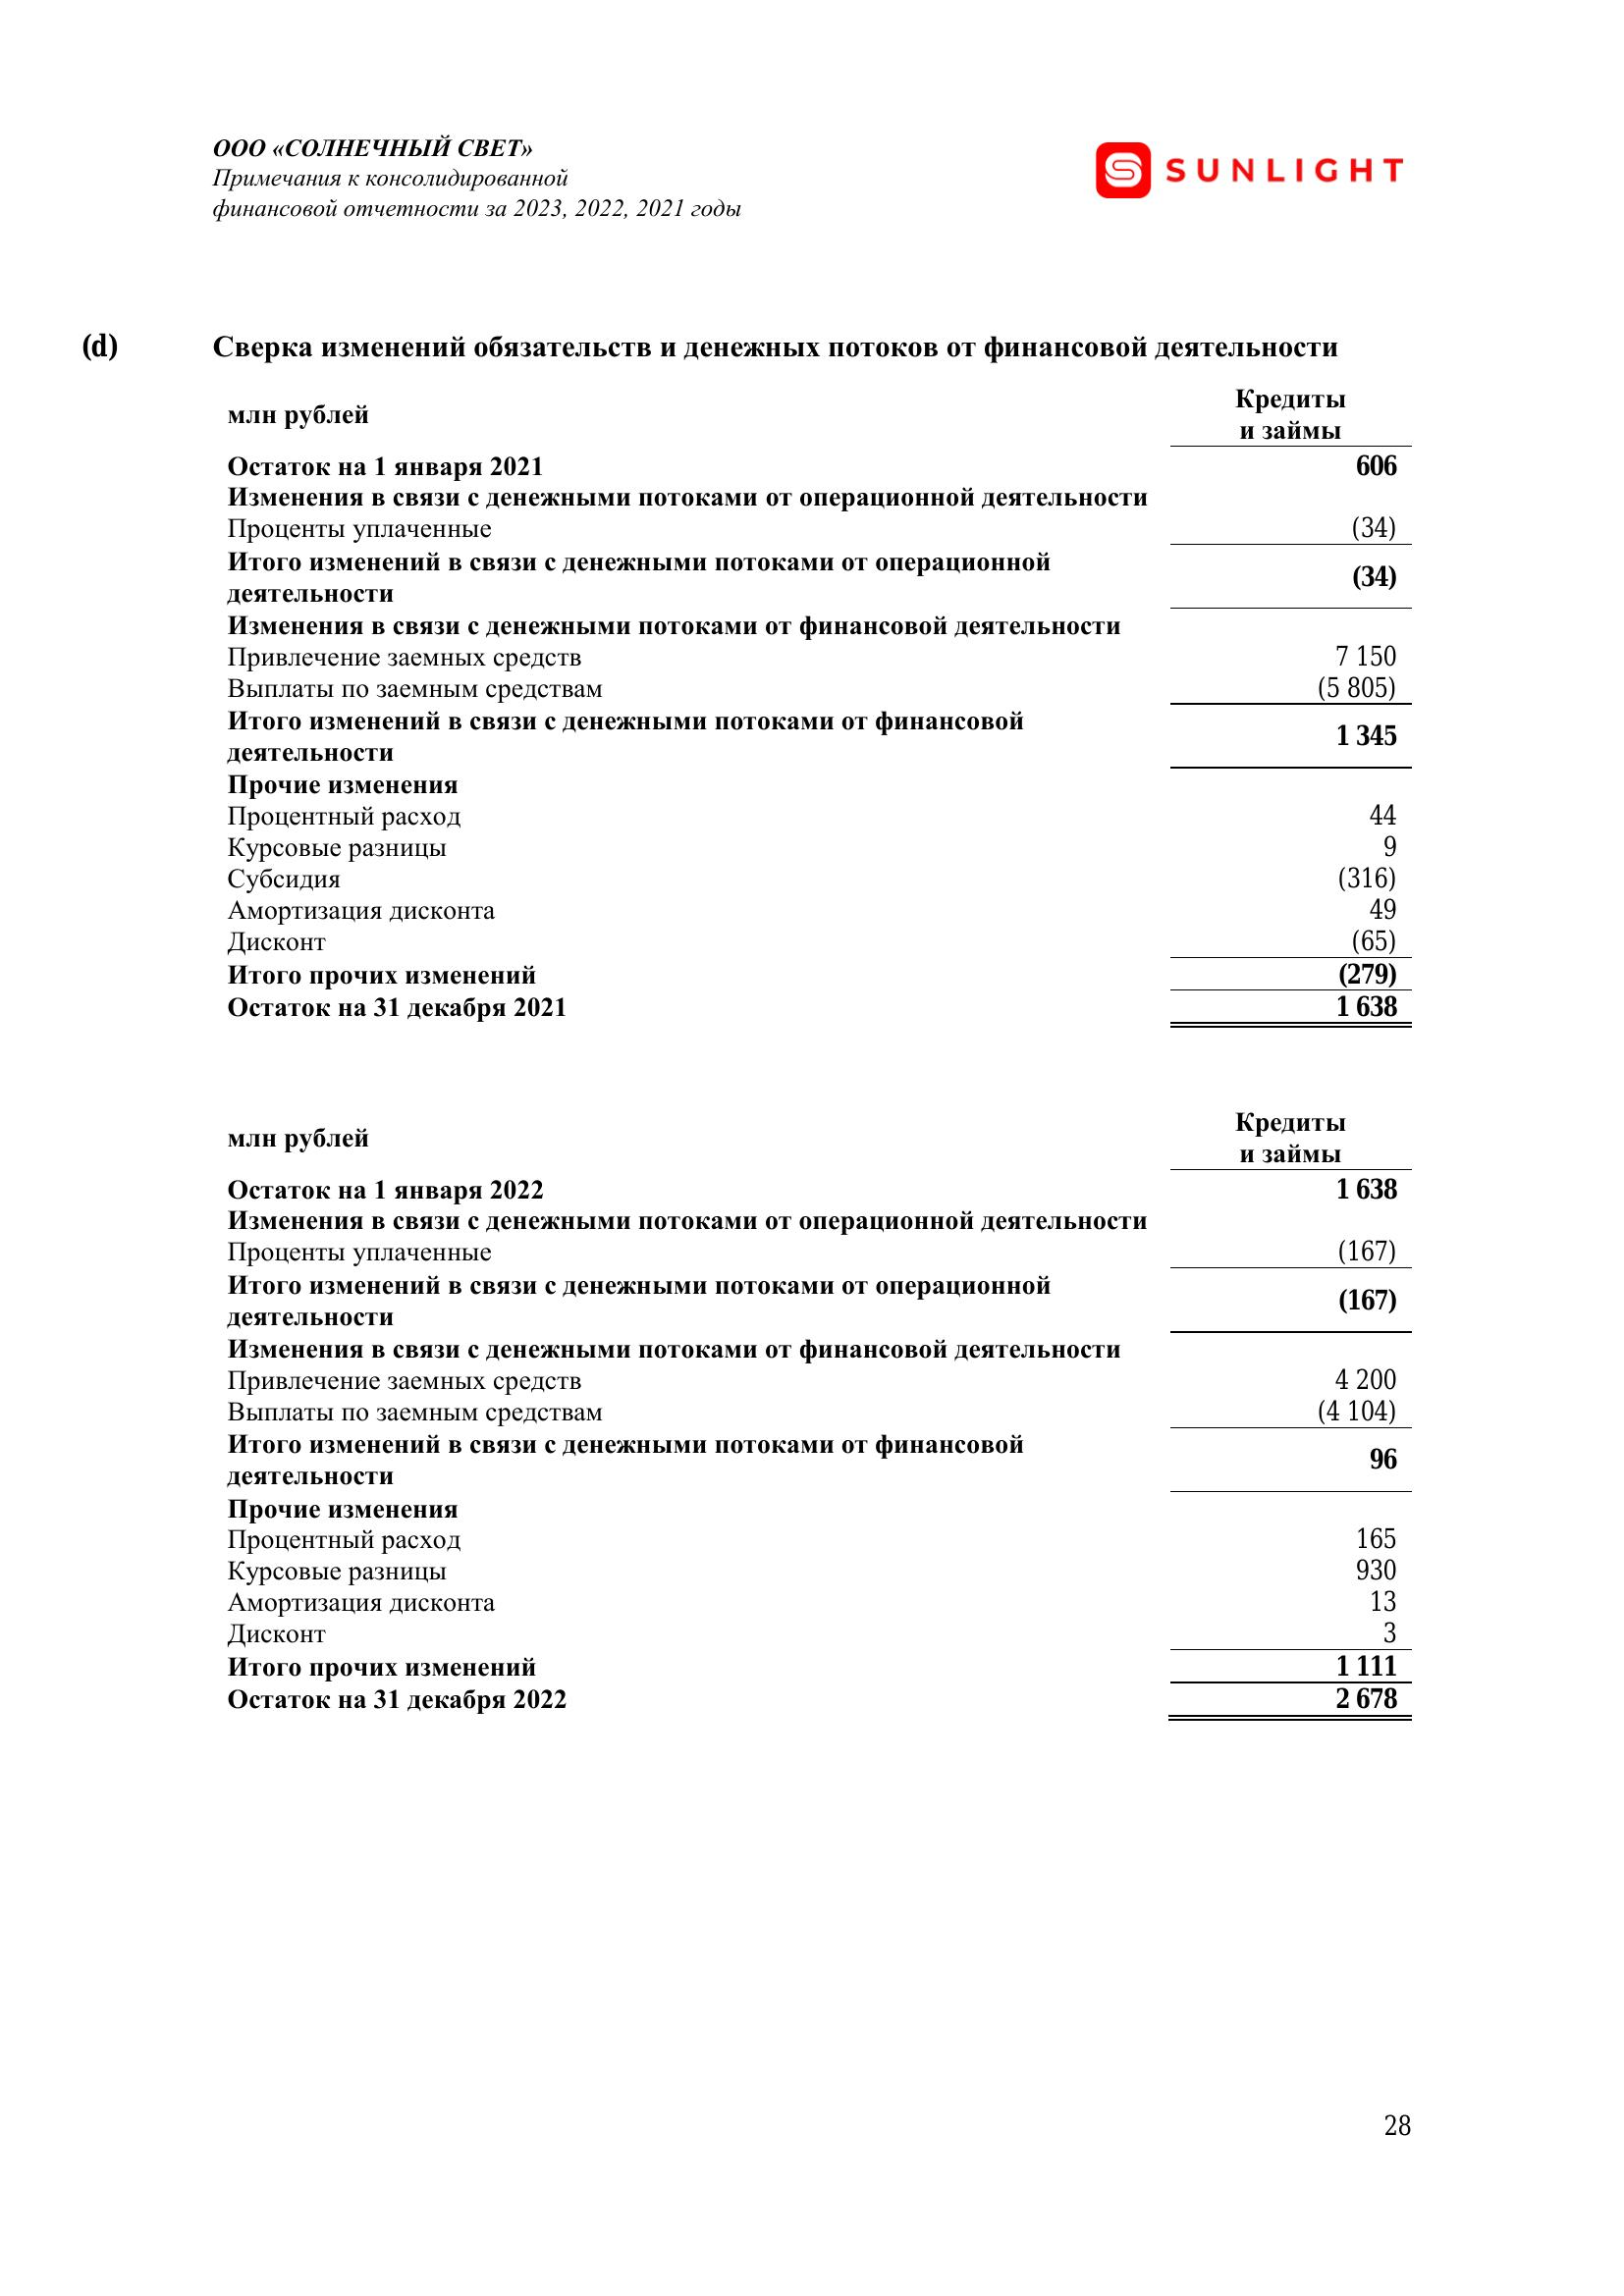 ООО «СОЛНЕЧНЫЙ СВЕТ»
Примечания к консолидированной
финансовой отчетности за 2023, 2022, 2021 годы
SUNLIGHT
(d) Сверка изменений обязательств и денежных потоков от финансовой деятельности
млн рублей Кредиты и займы
Остаток на 1 января 2021 606
Изменения в связи с денежными потоками от операционной деятельности
Проценты уплаченные (34)
Итого изменений в связи с денежными потоками от операционной
деятельности (34)
Изменения в связи с денежными потоками от финансовой деятельности
Привлечение заемных средств 7 150
Выплаты по заемным средствам (5 805)
Итого изменений в связи с денежными потоками от финансовой
деятельности 1 345
Прочие изменения
Процентный расход 44
Курсовые разницы 9
Субсидия (316)
Амортизация дисконта 49
Дисконт (65)
Итого прочих изменений (279)
Остаток на 31 декабря 2021 1 638
млн рублей Кредиты и займы
Остаток на 1 января 2022 1 638
Изменения в связи с денежными потоками от операционной деятельности
Проценты уплаченные (167)
Итого изменений в связи с денежными потоками от операционной
деятельности (167)
Изменения в связи с денежными потоками от финансовой деятельности
Привлечение заемных средств 4 200
Выплаты по заемным средствам (4 104)
Итого изменений в связи с денежными потоками от финансовой
деятельности 96
Прочие изменения
Процентный расход 165
Курсовые разницы 930
Амортизация дисконта 13
Дисконт 3
Итого прочих изменений 1 111
Остаток на 31 декабря 2022 2 678
28